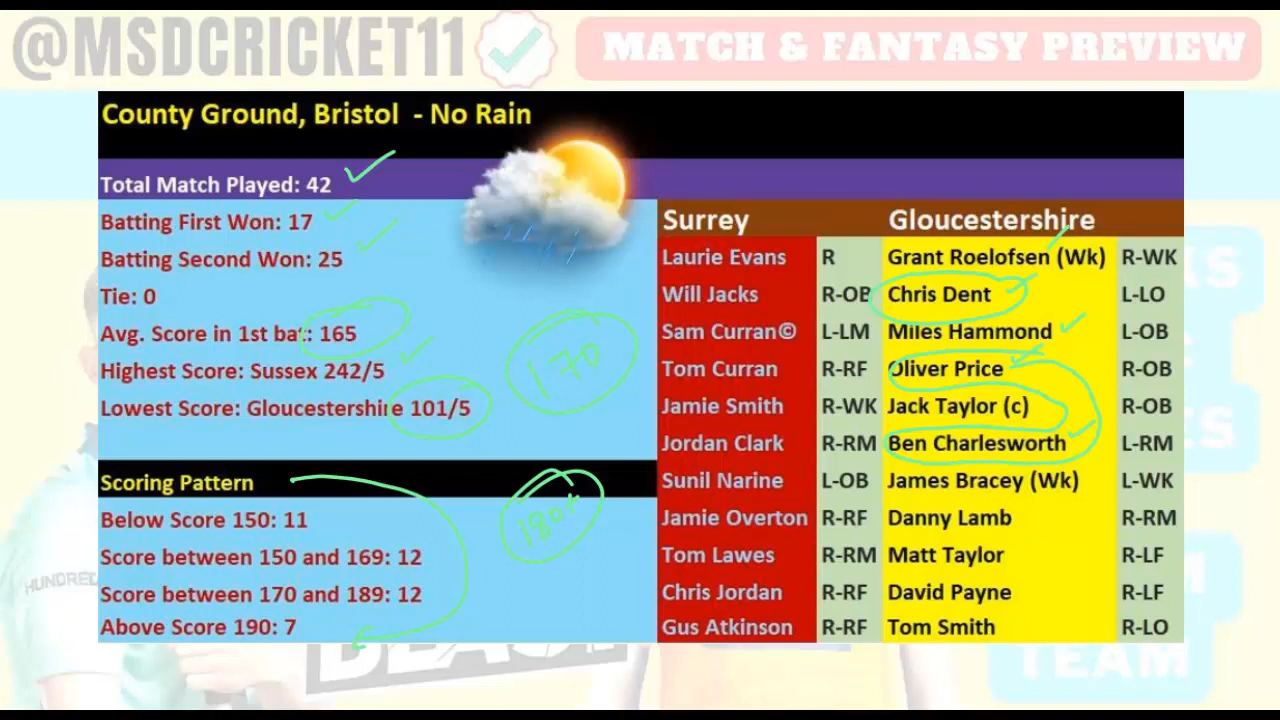 @MSDCRICKET11 MATCH & FANTASY PREVIEW
County Ground, Bristol - No Rain
Total Match Played: 42
Batting First Won: 17
Batting Second Won: 25
Tie: 0
Avg. Score in 1st bat: 165
Highest Score: Sussex 242/5
Lowest Score: Gloucestershire 101/5
170
Scoring Pattern
Below Score 150: 11
Score between 150 and 169: 12
Score between 170 and 189: 12
Above Score 190: 7
180+
Surrey Gloucestershire
Laurie Evans R Grant Roelofsen (Wk) R-WK
Will Jacks R-OB Chris Dent L-LO
Sam Curran© L-LM Miles Hammond L-OB
Tom Curran R-RF Oliver Price R-OB
Jamie Smith R-WK Jack Taylor (c) R-OB
Jordan Clark R-RM Ben Charlesworth L-RM
Sunil Narine L-OB James Bracey (Wk) L-WK
Jamie Overton R-RF Danny Lamb R-RM
Tom Lawes R-RM Matt Taylor R-LF
Chris Jordan R-RF David Payne R-LF
Gus Atkinson R-RF Tom Smith R-LO
HUNDRED
TEAM